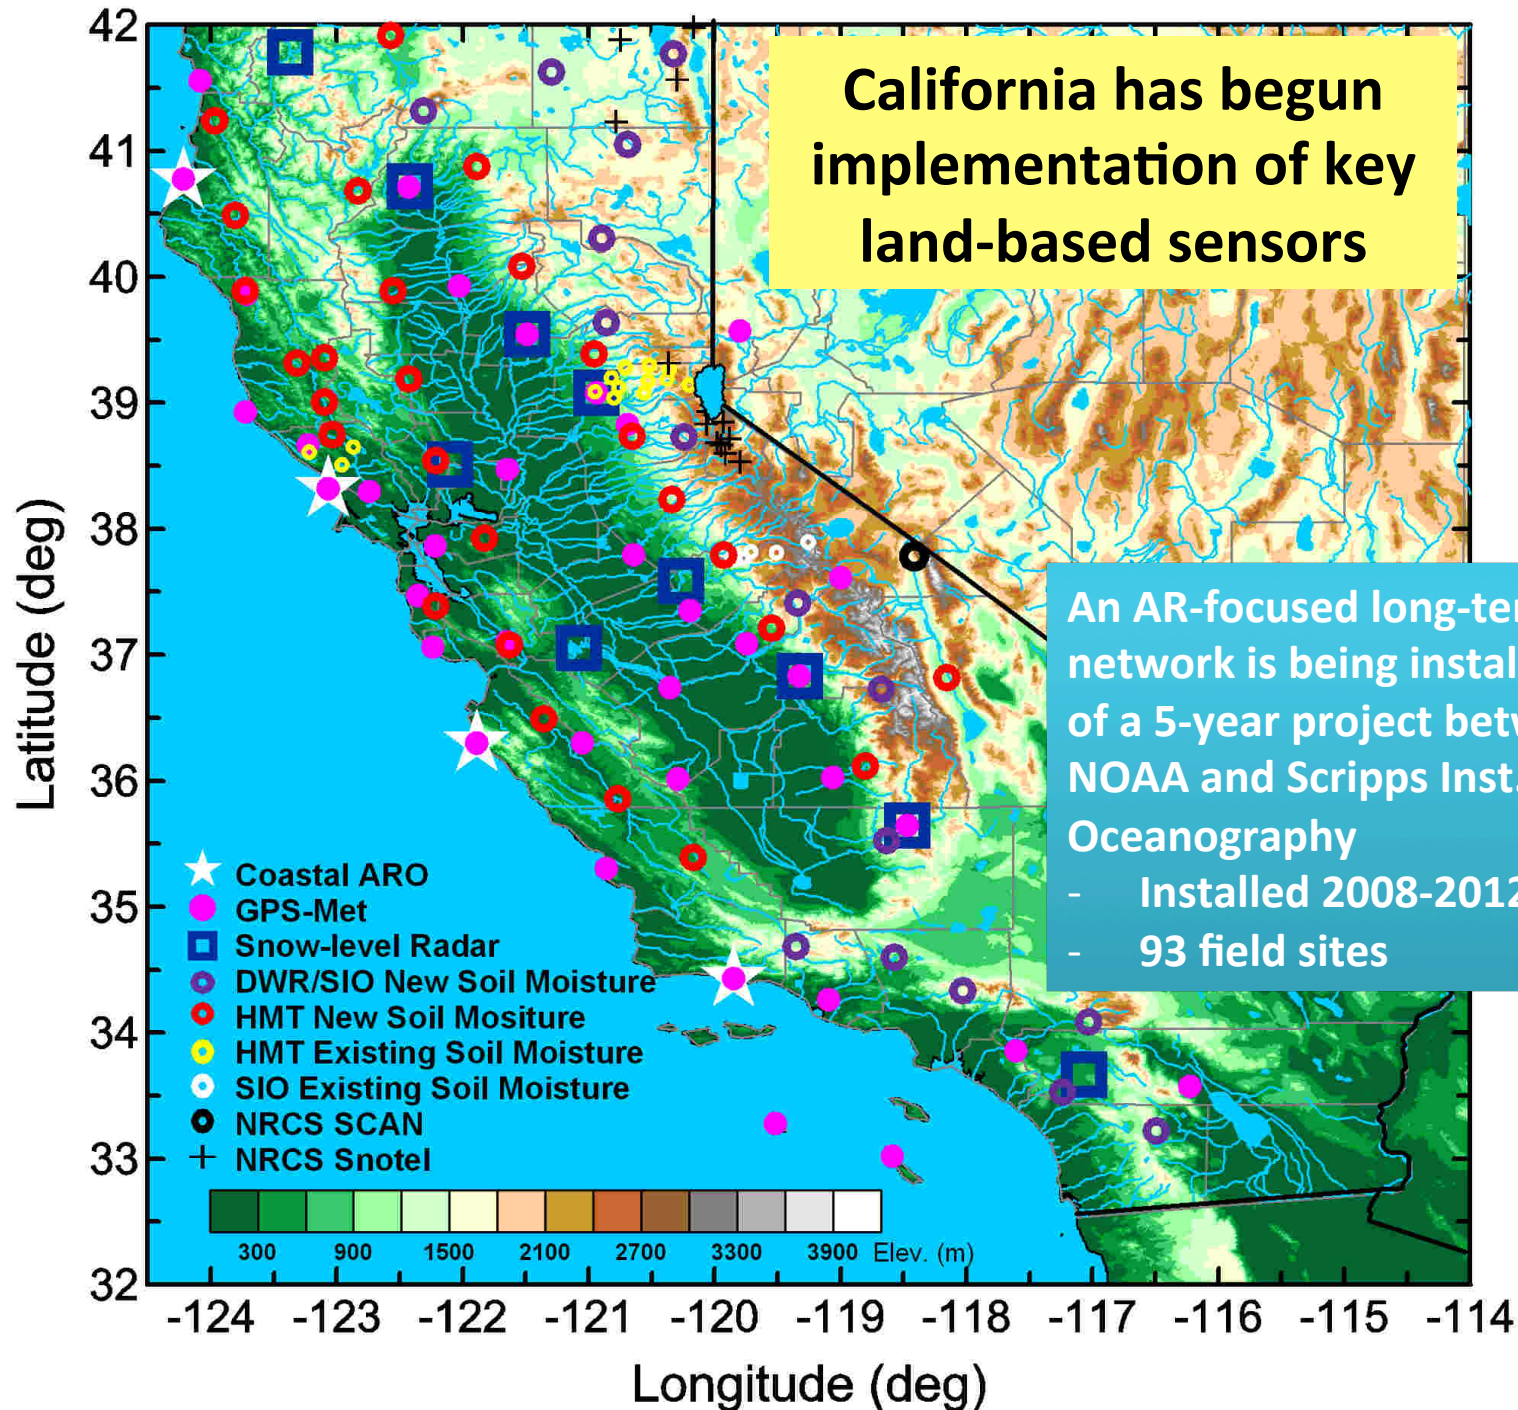 California has begun
implementation of key
land-based sensors
An AR-focused long-ter
network is being instal
of a 5-year project betw
NOAA and Scripps Inst.
Oceanography
- Installed 2008-2012
- 93 field sites
Coastal ARO
GPS-Met
Snow-level Radar
DWR/SIO New Soil Moisture
HMT New Soil Mositure
HMT Existing Soil Moisture
SIO Existing Soil Moisture
NRCS SCAN
NRCS Snotel
300 900 1500 2100 2700 3300 3900 Elev. (m)
Latitude (deg)
42
41
40
39
38
37
36
35
34
33
32
-124 -123 -122 -121 -120 -119 -118 -117 -116 -115 -114
Longitude (deg)